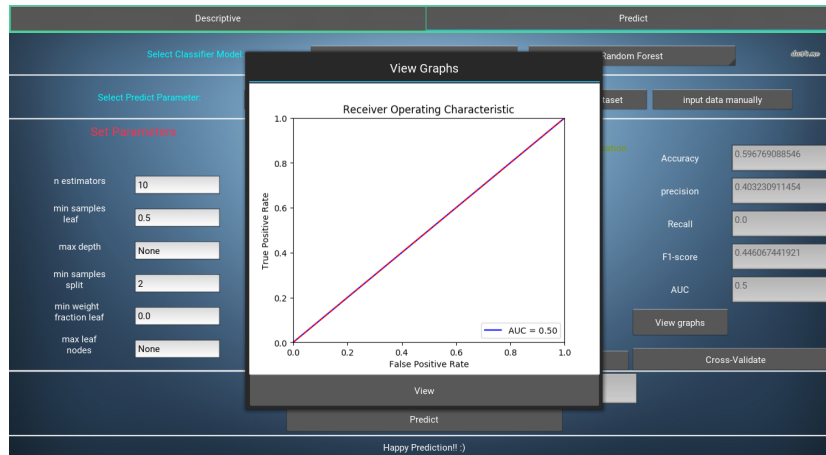 Descriptive
Predict
Select Classifier Model:
Random Forest
View Graphs
Select Predict Parameter:
input data manually
Set Parameters
Receiver Operating Characteristic
True Positive Rate
1.0
0.8
0.6
0.4
0.2
0.0
0.0 0.2 0.4 0.6 0.8 1.0
False Positive Rate
AUC = 0.50
n estimators
10
min samples
leaf
0.5
max depth
None
min samples
split
2
min weight
fraction leaf
0.0
max leaf
nodes
None
Accuracy
0.596769088546
precision
0.403230911454
Recall
0.0
F1-score
0.446067441921
AUC
0.5
View graphs
Cross-Validate
View
Predict
Happy Prediction!! :)